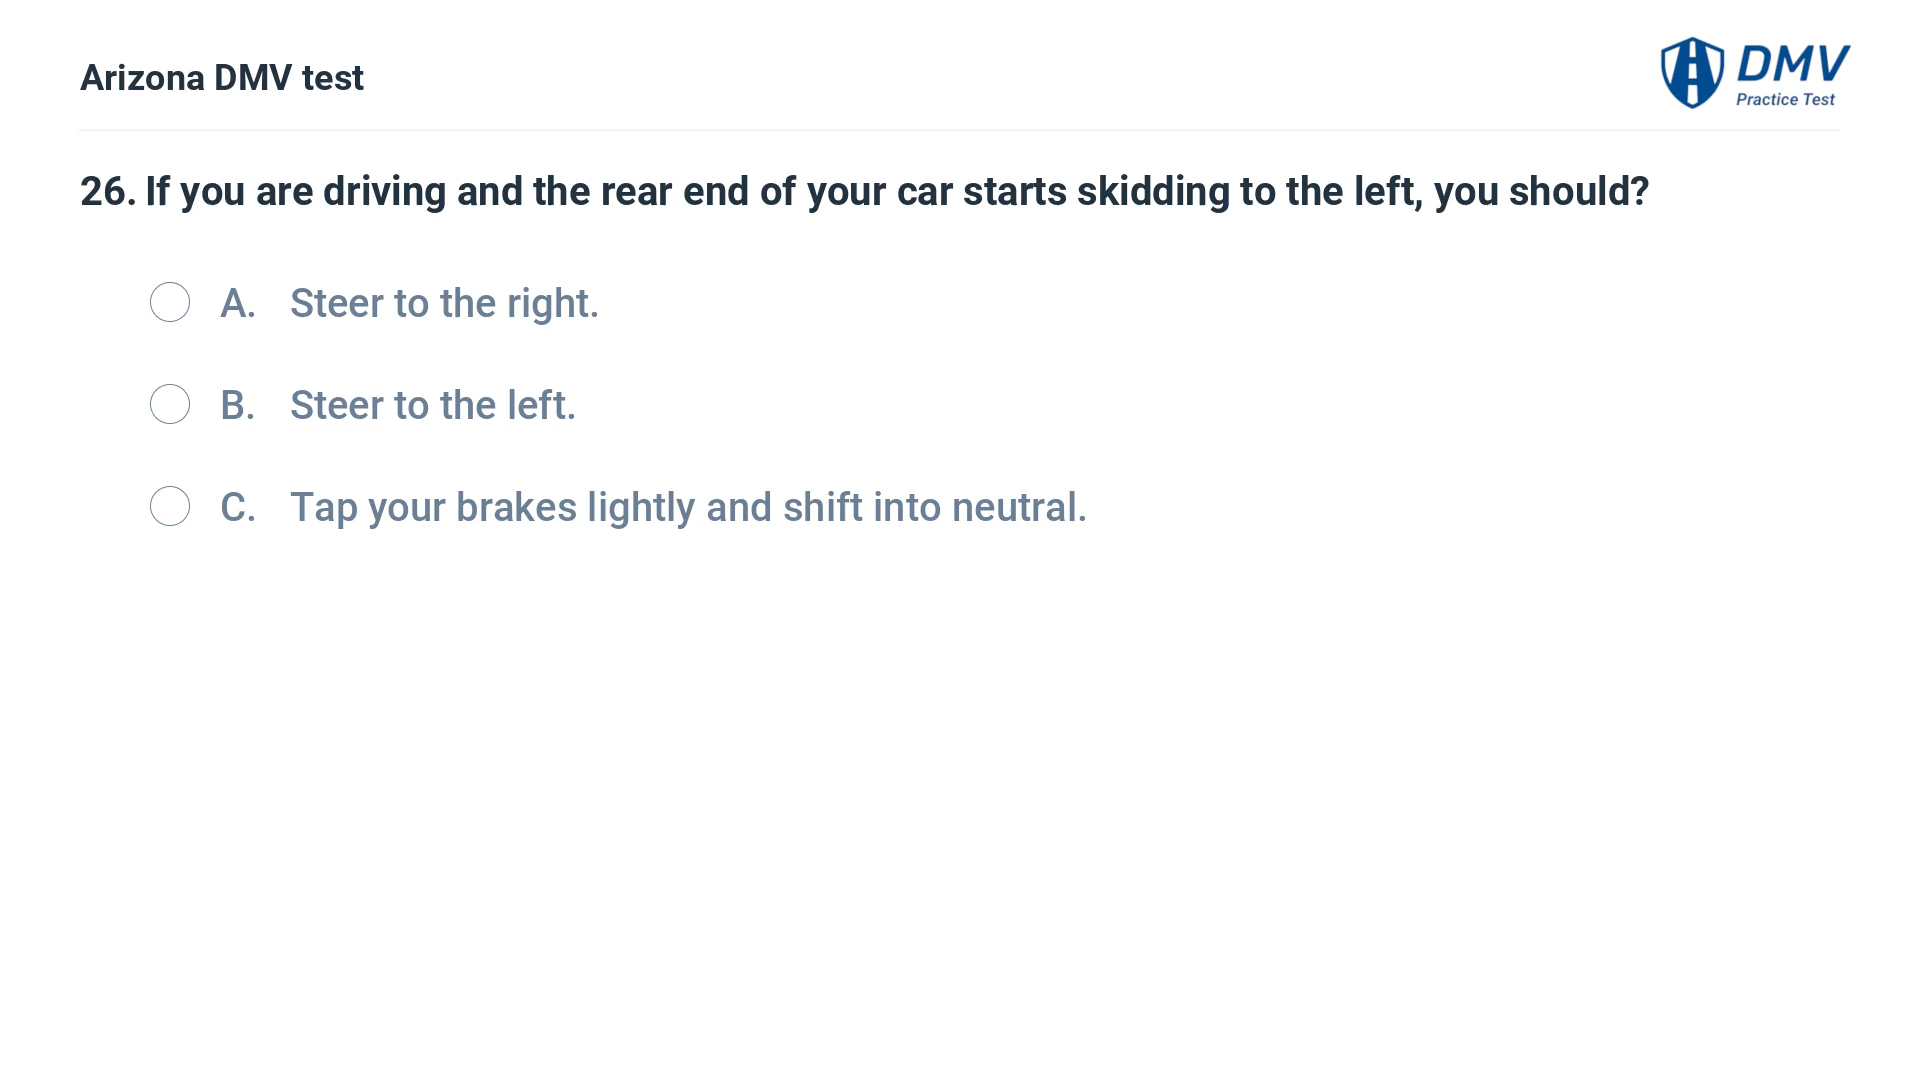 Arizona DMV test
DMV
Practice Test
26. If you are driving and the rear end of your car starts skidding to the left, you should?
A. Steer to the right.
B. Steer to the left.
C. Tap your brakes lightly and shift into neutral.